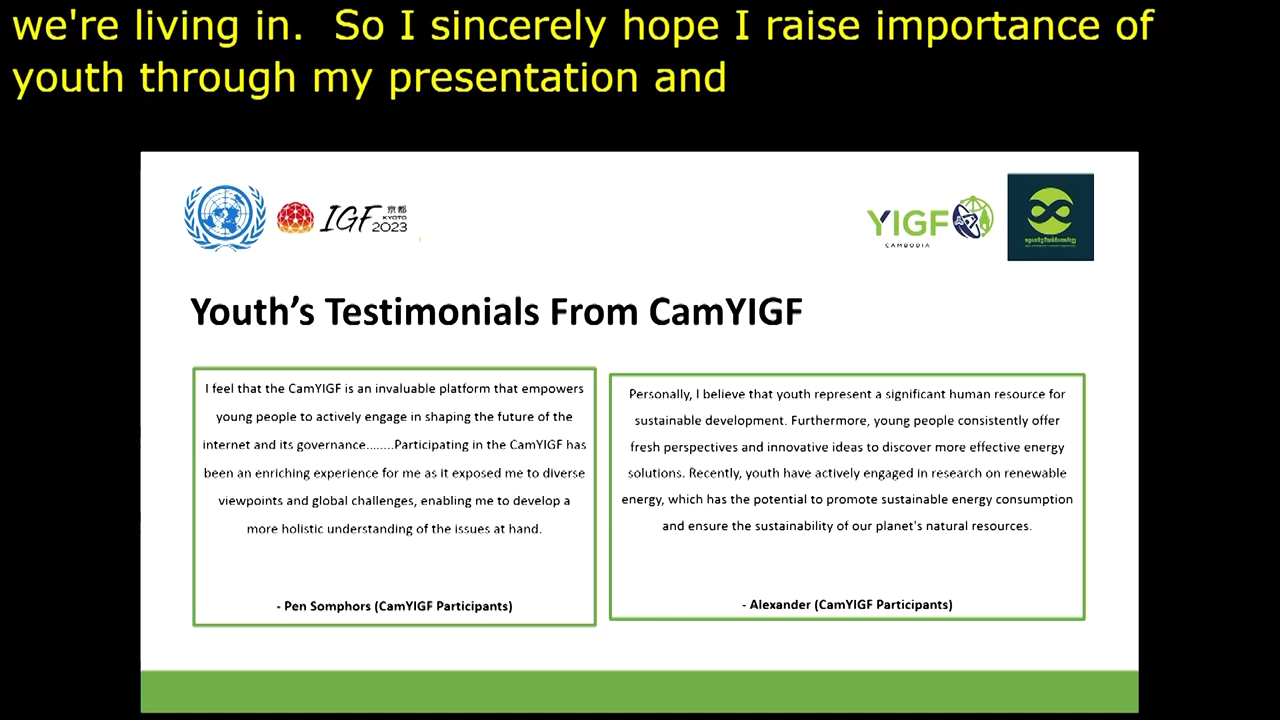 we're living in.  So I sincerely hope I raise importance of
youth through my presentation and
IGF 京都
KYOTO
2023
YIGF
CAMBODIA
Youth’s Testimonials From CamYIGF
I feel that the CamYIGF is an invaluable platform that empowers
young people to actively engage in shaping the future of the
internet and its governance........Participating in the CamYIGF has
been an enriching experience for me as it exposed me to diverse
viewpoints and global challenges, enabling me to develop a
more holistic understanding of the issues at hand.
- Pen Somphors (CamYIGF Participants)
Personally, I believe that youth represent a significant human resource for
sustainable development. Furthermore, young people consistently offer
fresh perspectives and innovative ideas to discover more effective energy
solutions. Recently, youth have actively engaged in research on renewable
energy, which has the potential to promote sustainable energy consumption
and ensure the sustainability of our planet's natural resources.
- Alexander (CamYIGF Participants)